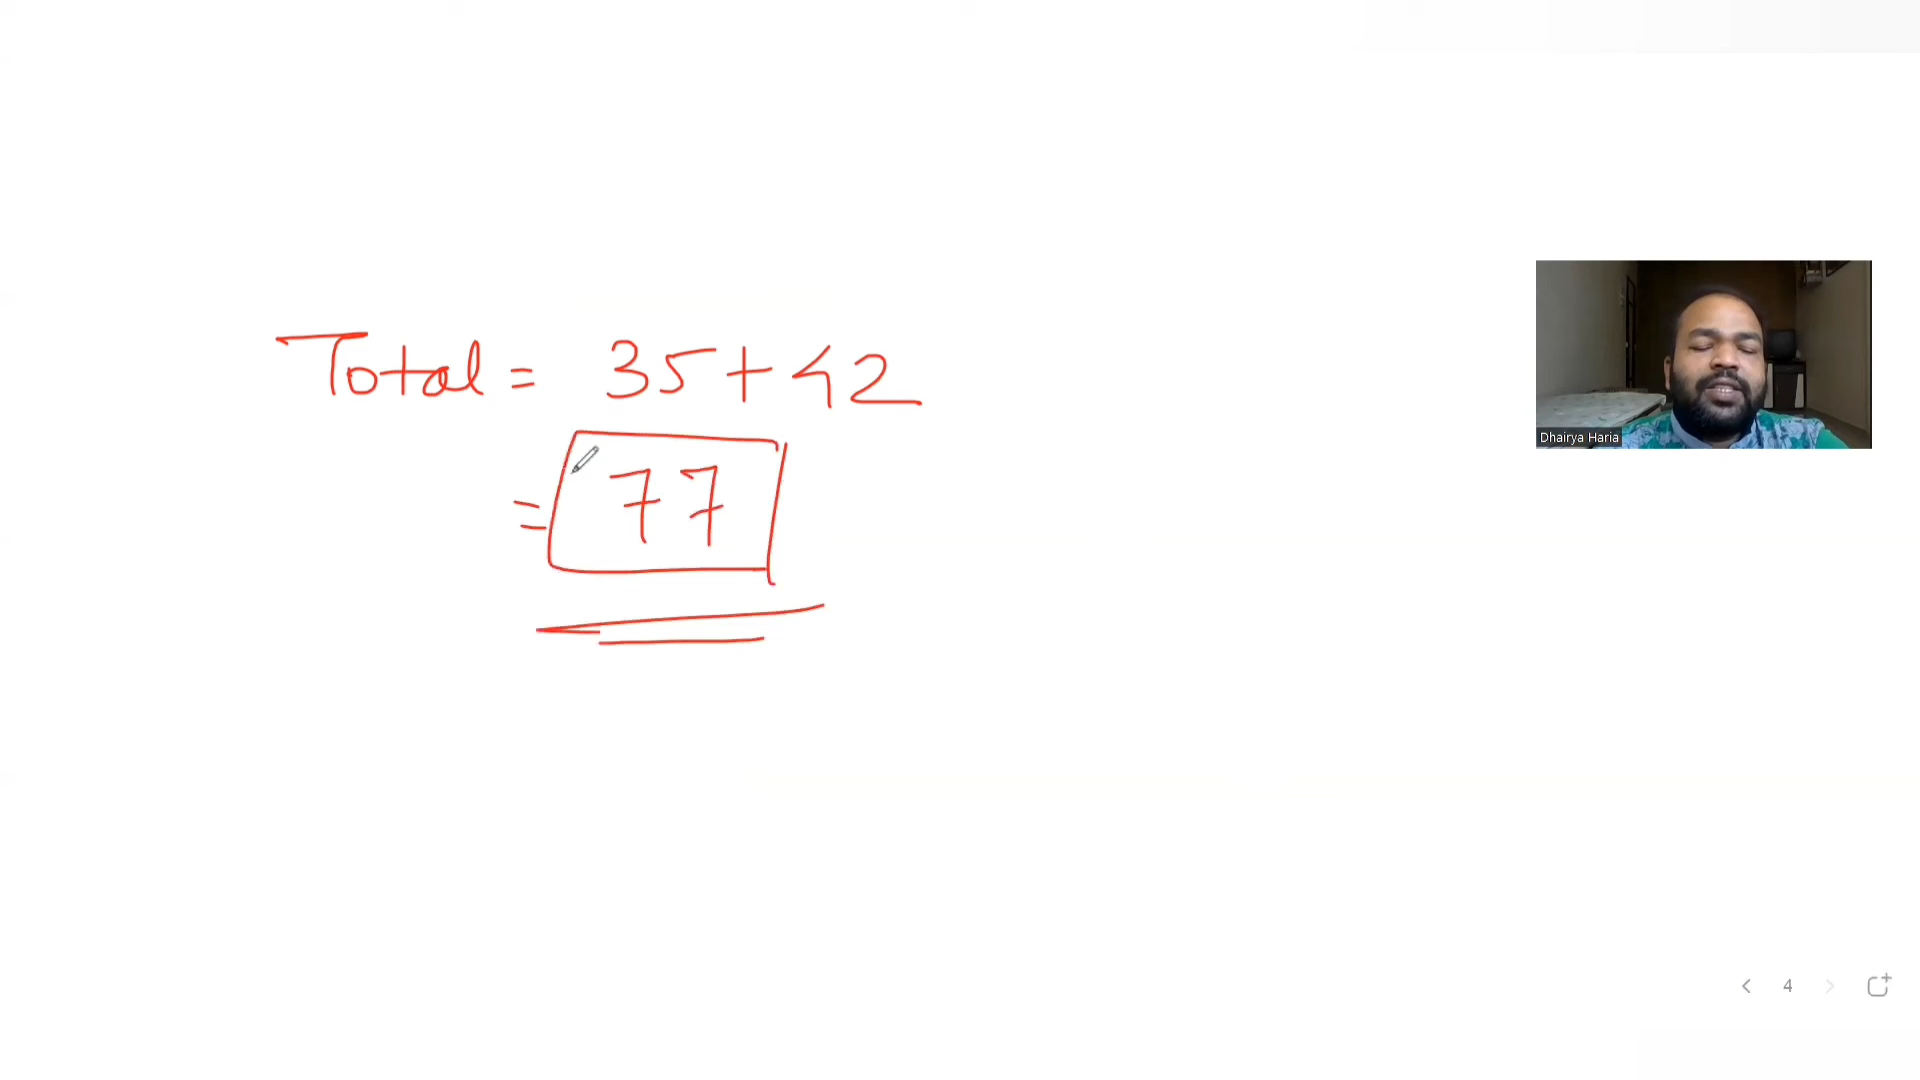 Total = 35+42
= 77
Dhairya Haria
4